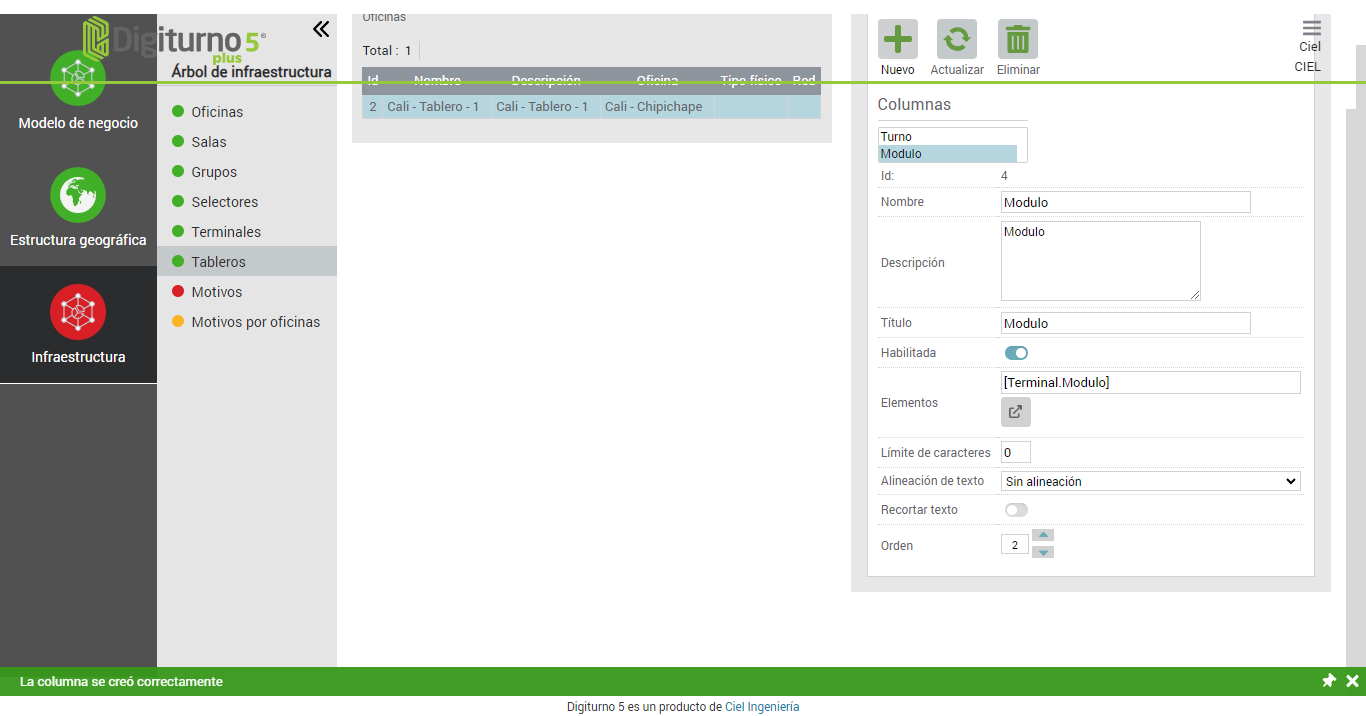 Digiturno 5®
plus
Árbol de infraestructura
Modelo de negocio
Estructura geográfica
Infraestructura
Oficinas
Salas
Grupos
Selectores
Terminales
Tableros
Motivos
Motivos por oficinas
Oficinas
Total : 1
Id Nombre Descripción Oficina Tipo físico Red
2 Cali - Tablero - 1 Cali - Tablero - 1 Cali - Chipichape
Nuevo Actualizar Eliminar
Ciel
CIEL
Columnas
Turno
Modulo
Id: 4
Nombre Modulo
Descripción Modulo
Título Modulo
Habilitada
Elementos [Terminal.Modulo]
Límite de caracteres 0
Alineación de texto Sin alineación
Recortar texto
Orden 2
La columna se creó correctamente
Digiturno 5 es un producto de Ciel Ingeniería